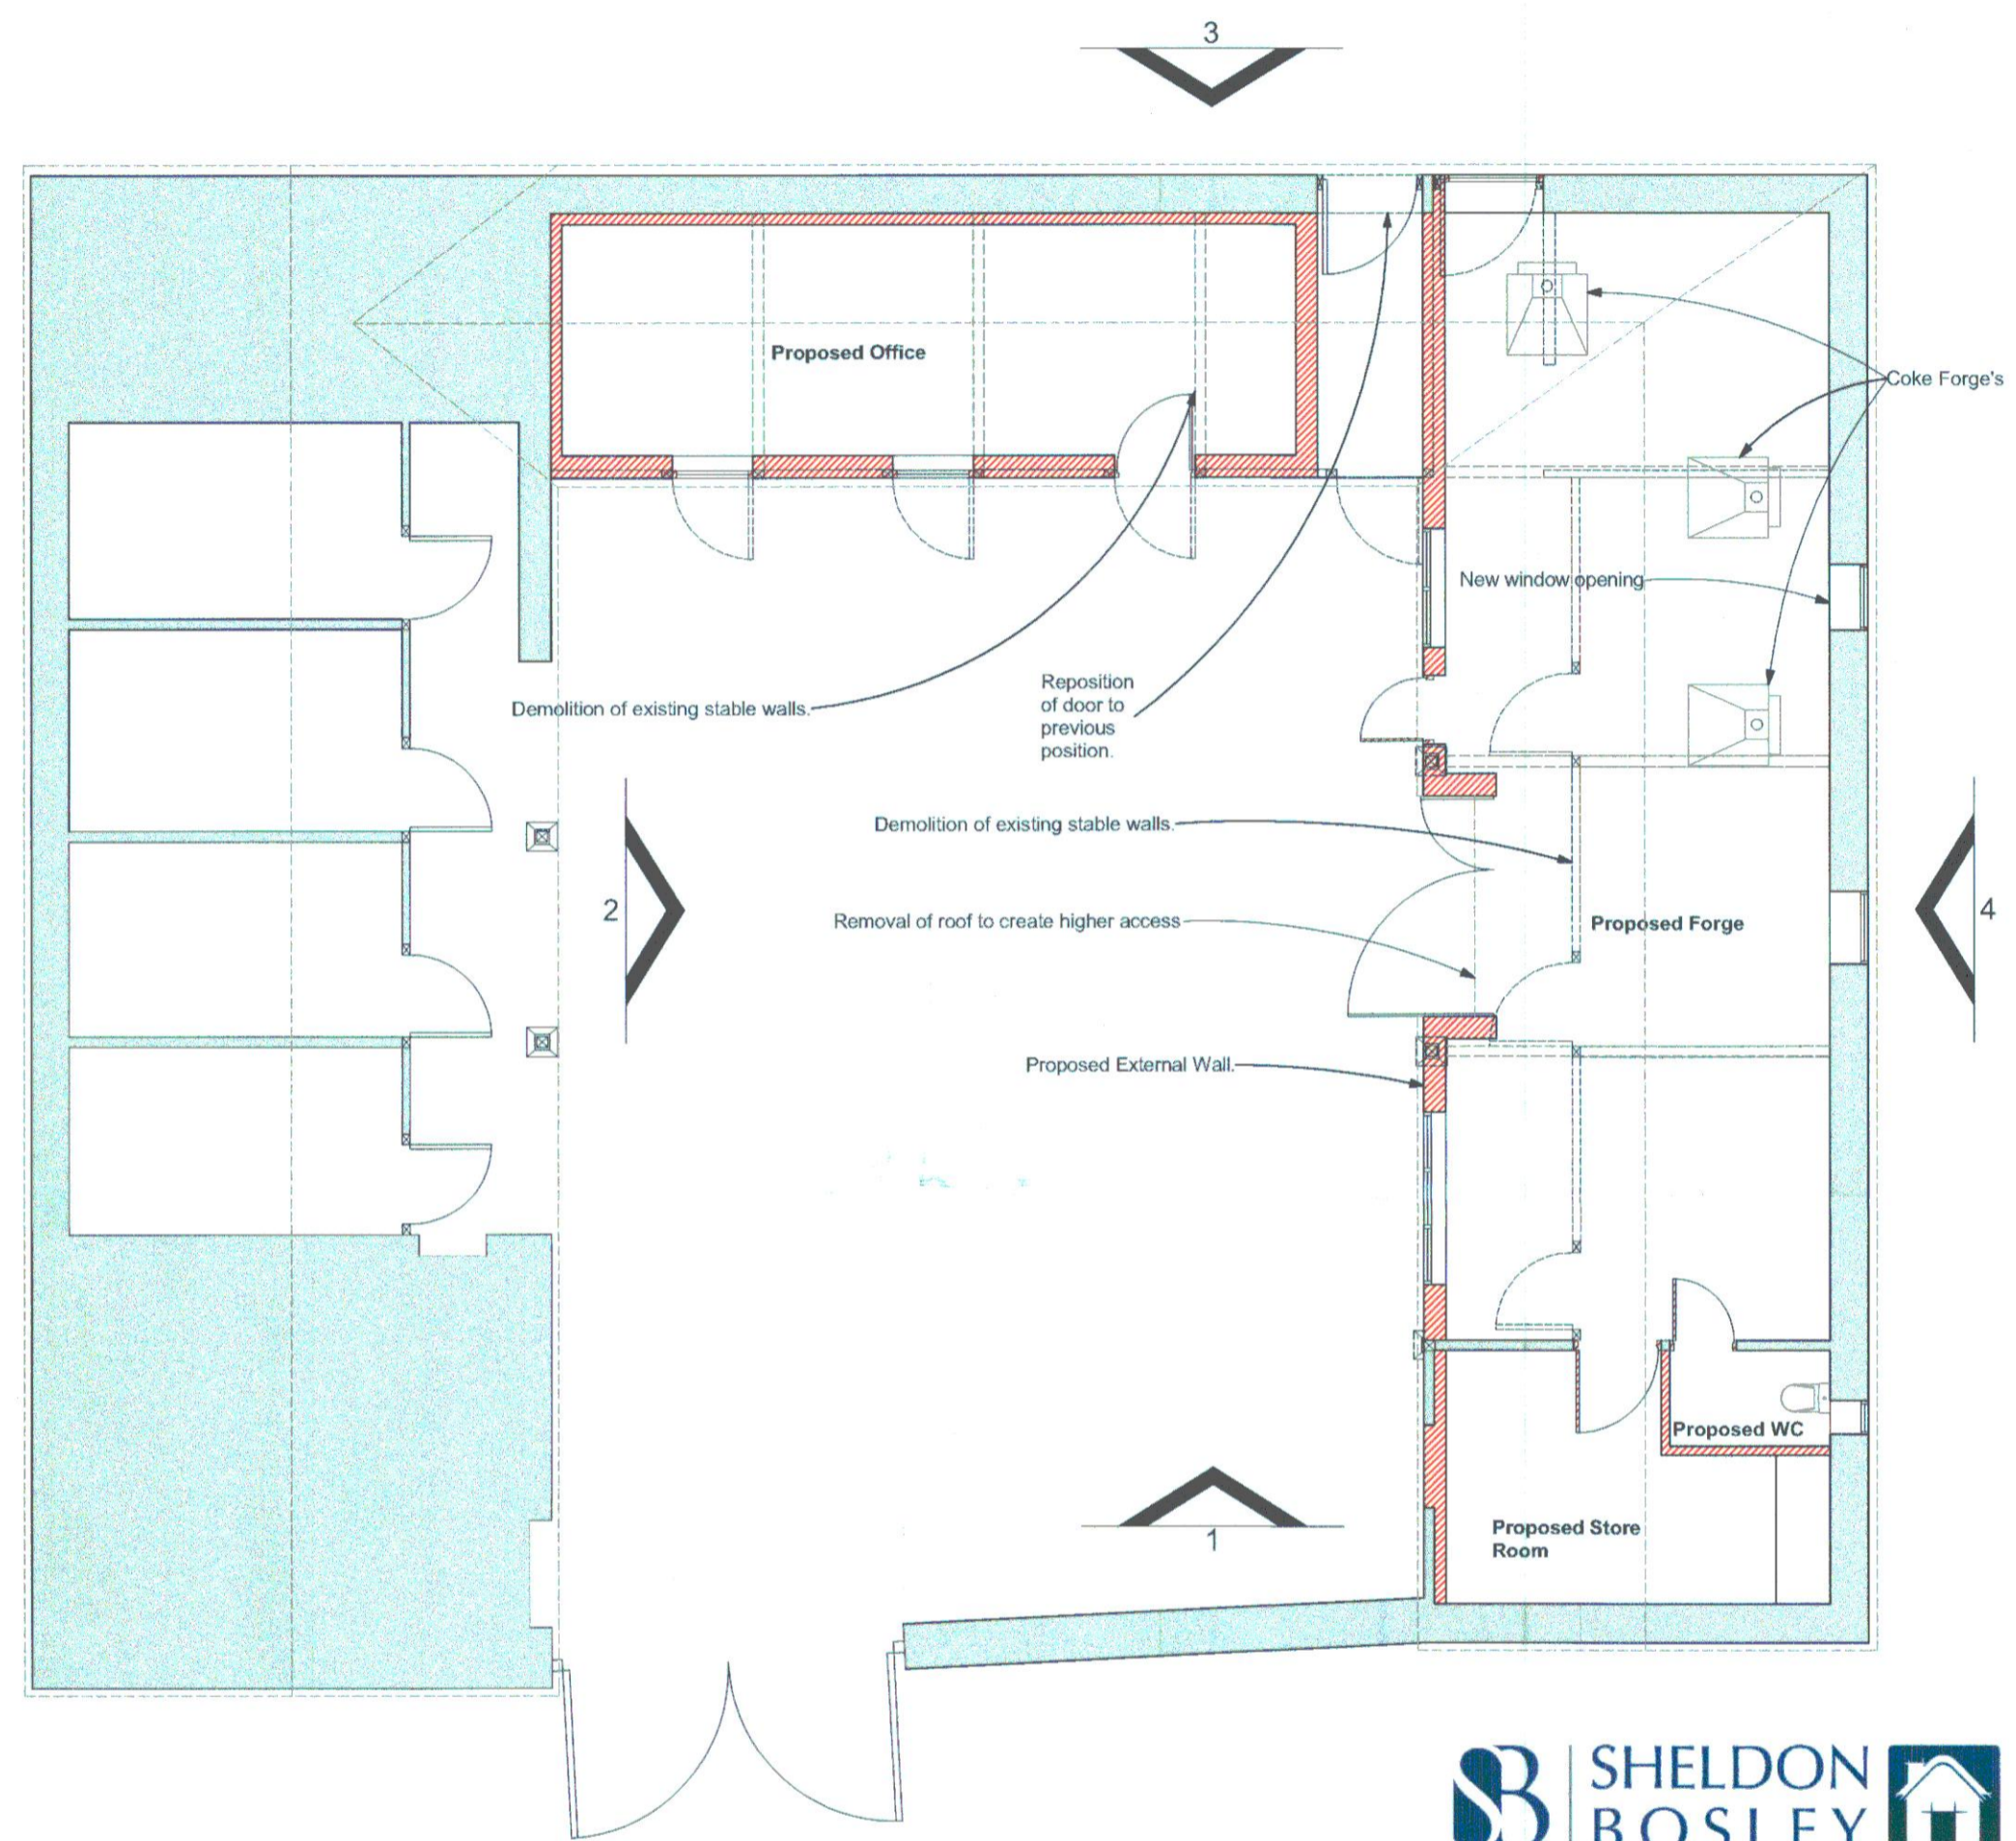 3
Proposed Office
Coke Forge's
New window opening
Demolition of existing stable walls.
Reposition
of door to
previous
position.
Demolition of existing stable walls.
2
Removal of roof to create higher access
Proposed Forge
4
Proposed External Wall.
Proposed WC
1
Proposed Store
Room
SB
SHELDON
BOSLEY